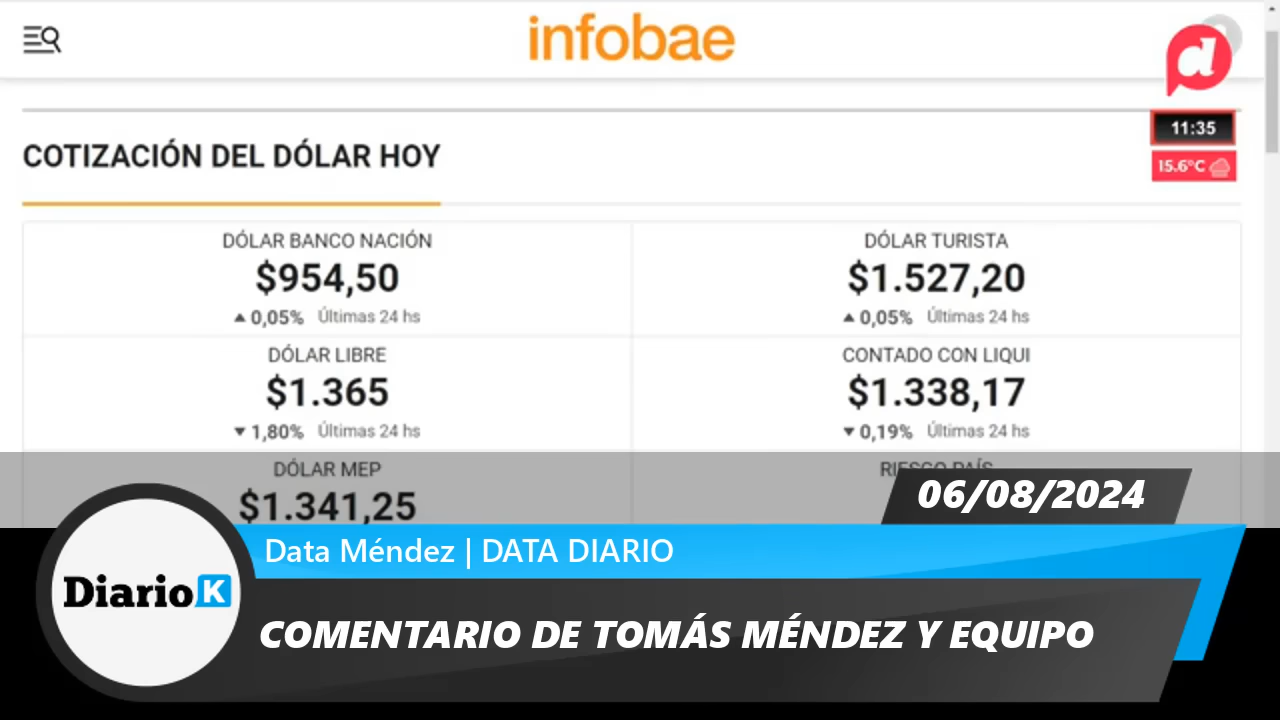 infobae
d
11:35
15.6°C
COTIZACIÓN DEL DÓLAR HOY
DÓLAR BANCO NACIÓN
$954,50
▲ 0,05% Últimas 24 hs
DÓLAR TURISTA
$1.527,20
▲ 0,05% Últimas 24 hs
DÓLAR LIBRE
$1.365
▼ 1,80% Últimas 24 hs
CONTADO CON LIQUI
$1.338,17
▼ 0,19% Últimas 24 hs
DÓLAR MEP
$1.341,25
RIESGO PAÍS
06/08/2024
Data Méndez | DATA DIARIO
DiarioK
COMENTARIO DE TOMÁS MÉNDEZ Y EQUIPO